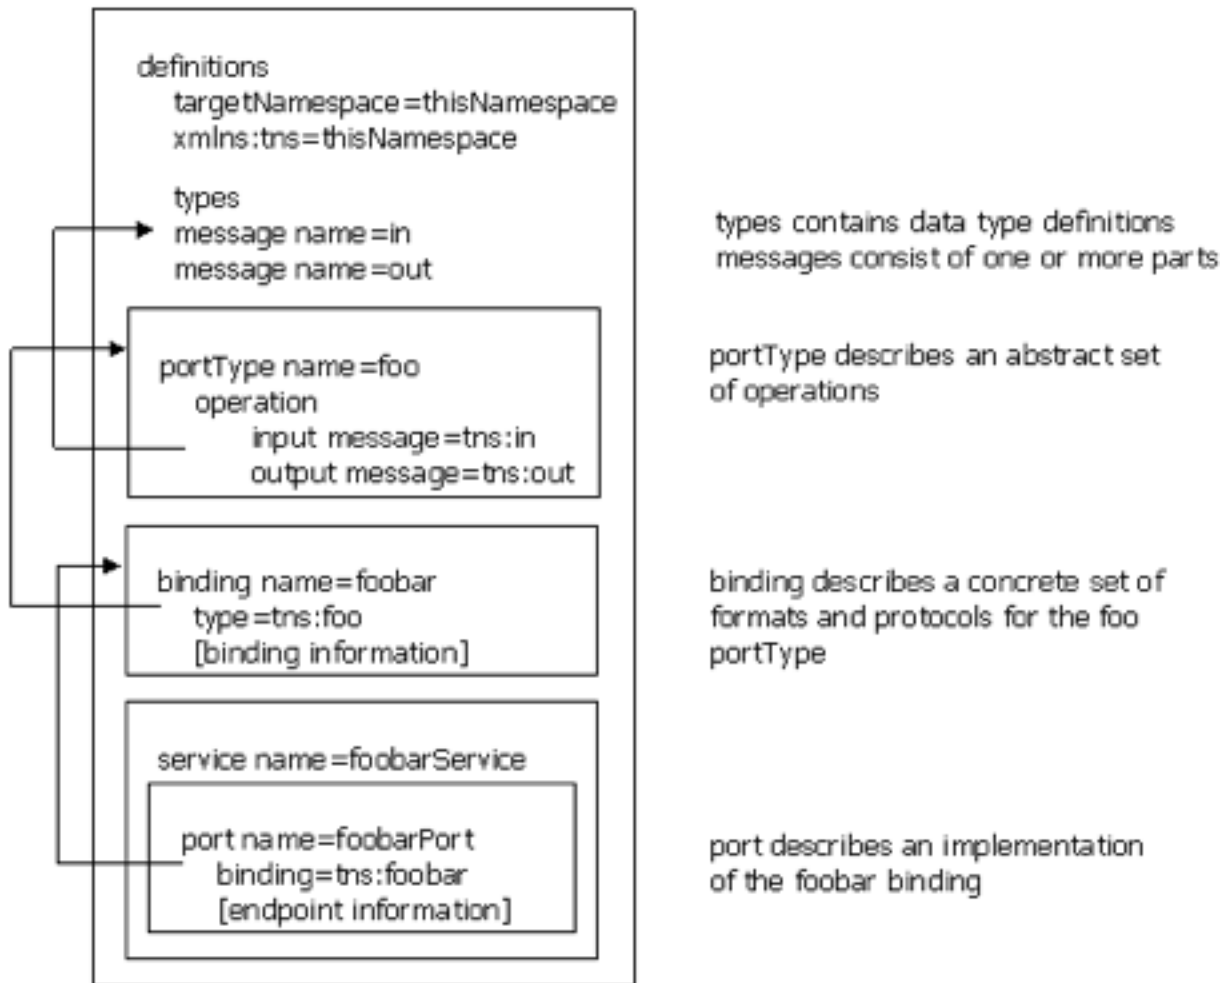 definitions
targetNamespace=thisNamespace
xmlns:tns=thisNamespace
types
message name=in
message name=out
types contains data type definitions
messages consist of one or more parts
portType name=foo
operation
input message=tns:in
output message=tns:out
portType describes an abstract set
of operations
binding name=foobar
type=tns:foo
[binding information]
binding describes a concrete set of
formats and protocols for the foo
portType
service name=foobarService
port name=foobarPort
binding=tns:foobar
[endpoint information]
port describes an implementation
of the foobar binding